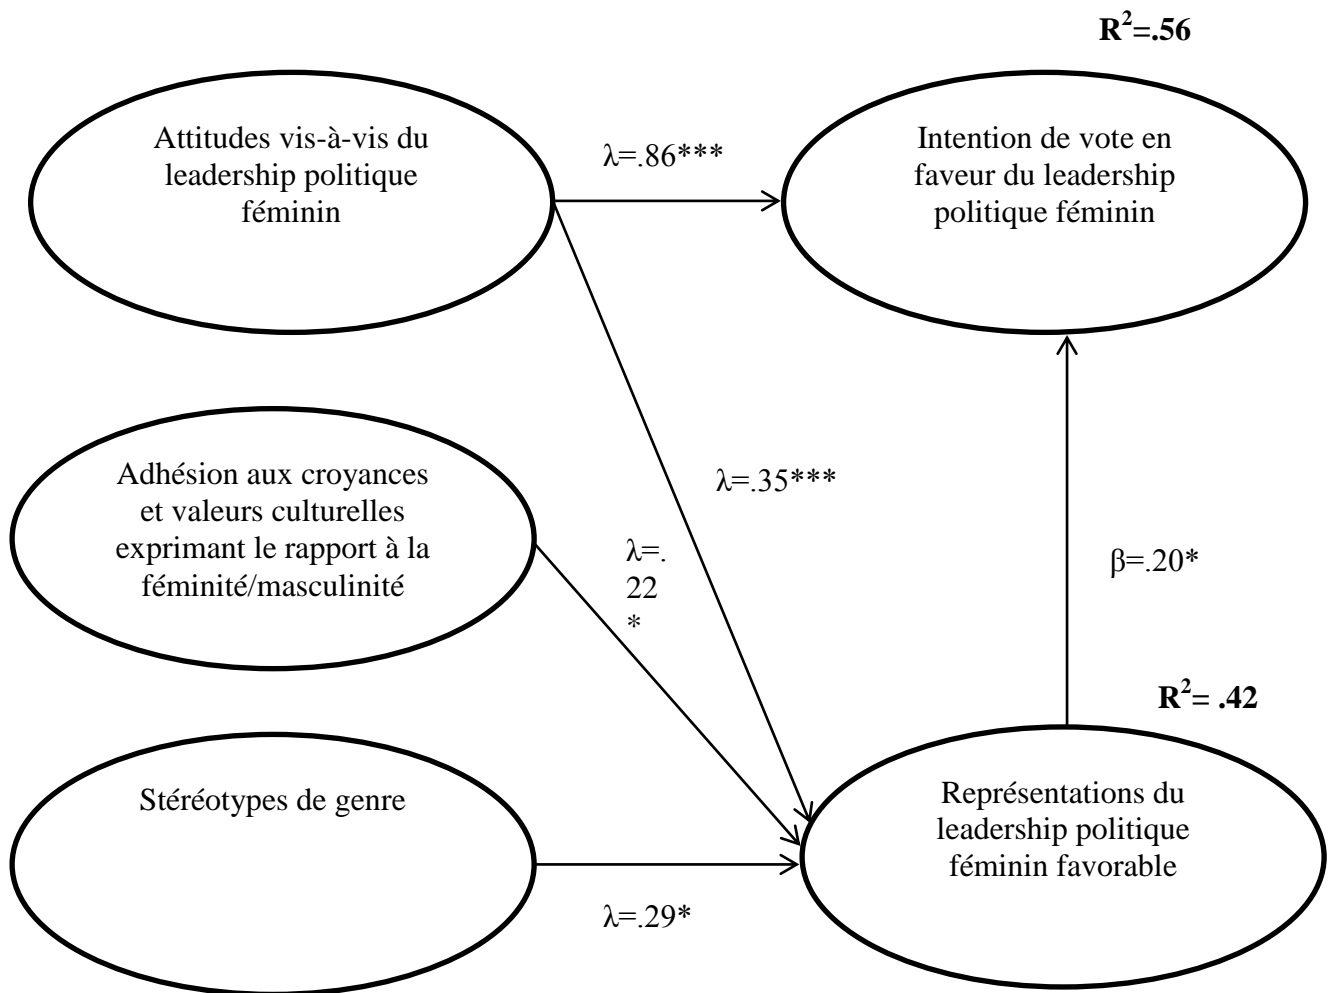 R²=.56
Attitudes vis-à-vis du
leadership politique
féminin
λ=.86***
Intention de vote en
faveur du leadership
politique féminin
Adhésion aux croyances
et valeurs culturelles
exprimant le rapport à la
féminité/masculinité
λ=.35***
λ=.
22
*
β=.20*
R²= .42
Stéréotypes de genre
Représentations du
leadership politique
féminin favorable
λ=.29*